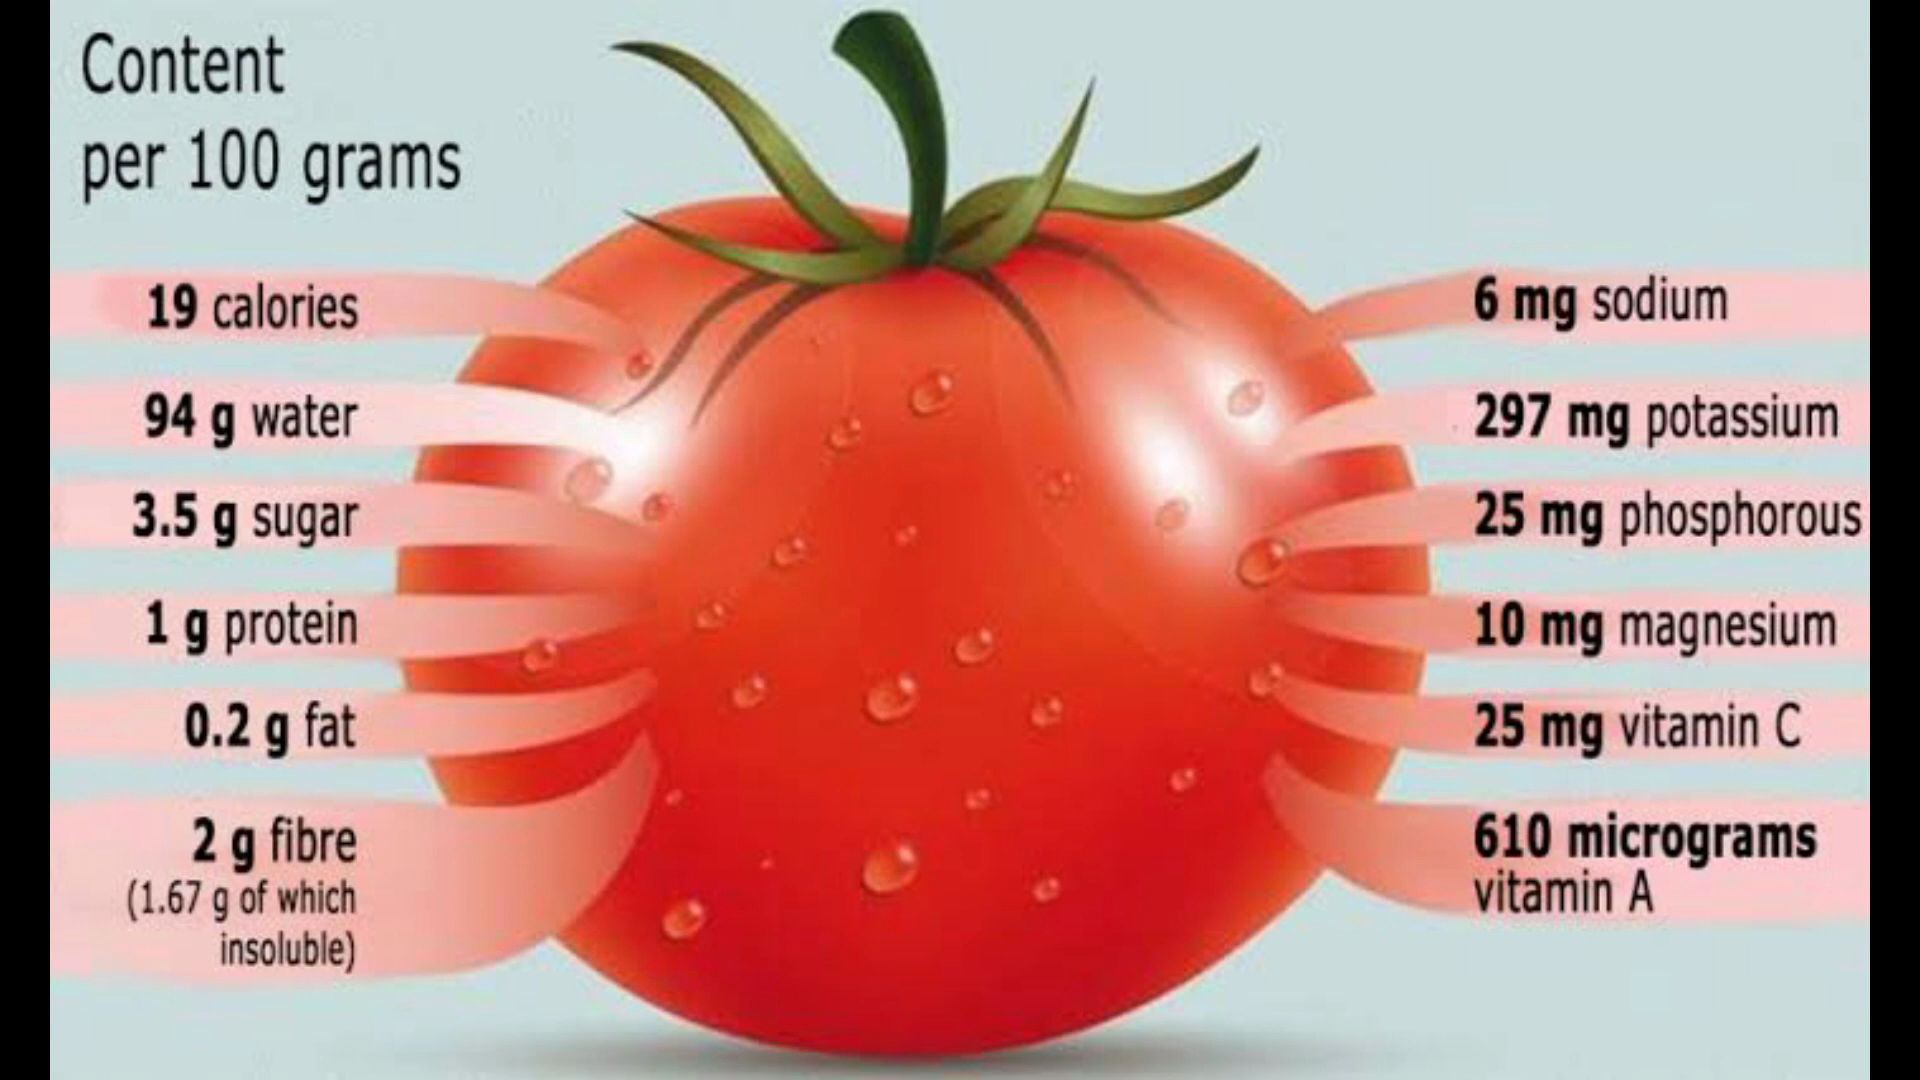 Content
per 100 grams
19 calories
94 g water
3.5 g sugar
1 g protein
0.2 g fat
2 g fibre
(1.67 g of which
insoluble)
6 mg sodium
297 mg potassium
25 mg phosphorous
10 mg magnesium
25 mg vitamin C
610 micrograms
vitamin A